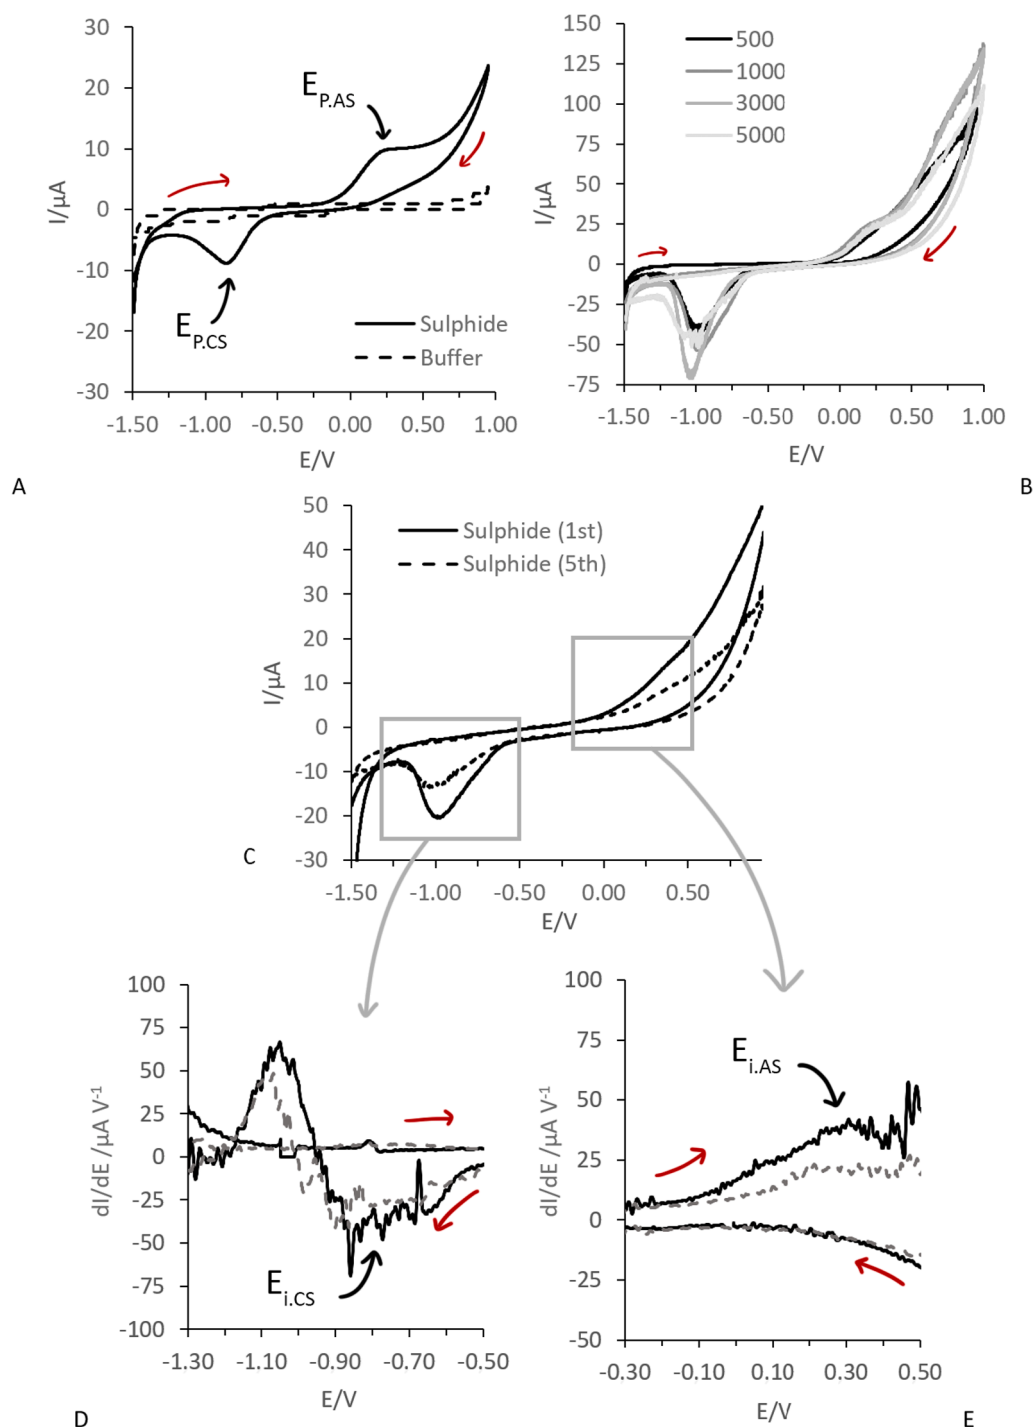 30
20
10
0
-10
-20
-30
I/µA
E P.AS
E P.CS
Sulphide
Buffer
-1.50 -1.00 -0.50 0.00 0.50 1.00
E/V
A
150
125
100
75
50
25
0
-25
-50
-75
I/µA
500
1000
3000
5000
-1.50 -1.00 -0.50 0.00 0.50 1.00
E/V
B
50
40
30
20
10
0
-10
-20
-30
I/µA
Sulphide (1st)
Sulphide (5th)
-1.50 -1.00 -0.50 0.00 0.50
E/V
C
100
75
50
25
0
-25
-50
-75
-100
dI/dE /µA V⁻¹
E i.CS
-1.30 -1.10 -0.90 -0.70 -0.50
E/V
D
100
75
50
25
0
-25
-50
dI/dE /µA V⁻¹
E i.AS
-0.30 -0.10 0.10 0.30 0.50
E/V
E